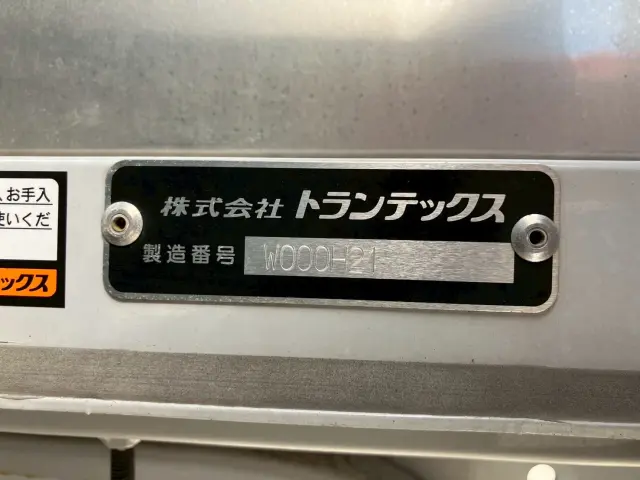 、お手入
使いくだ
ックス
株式会社 トランテックス
製造番号 W000H21